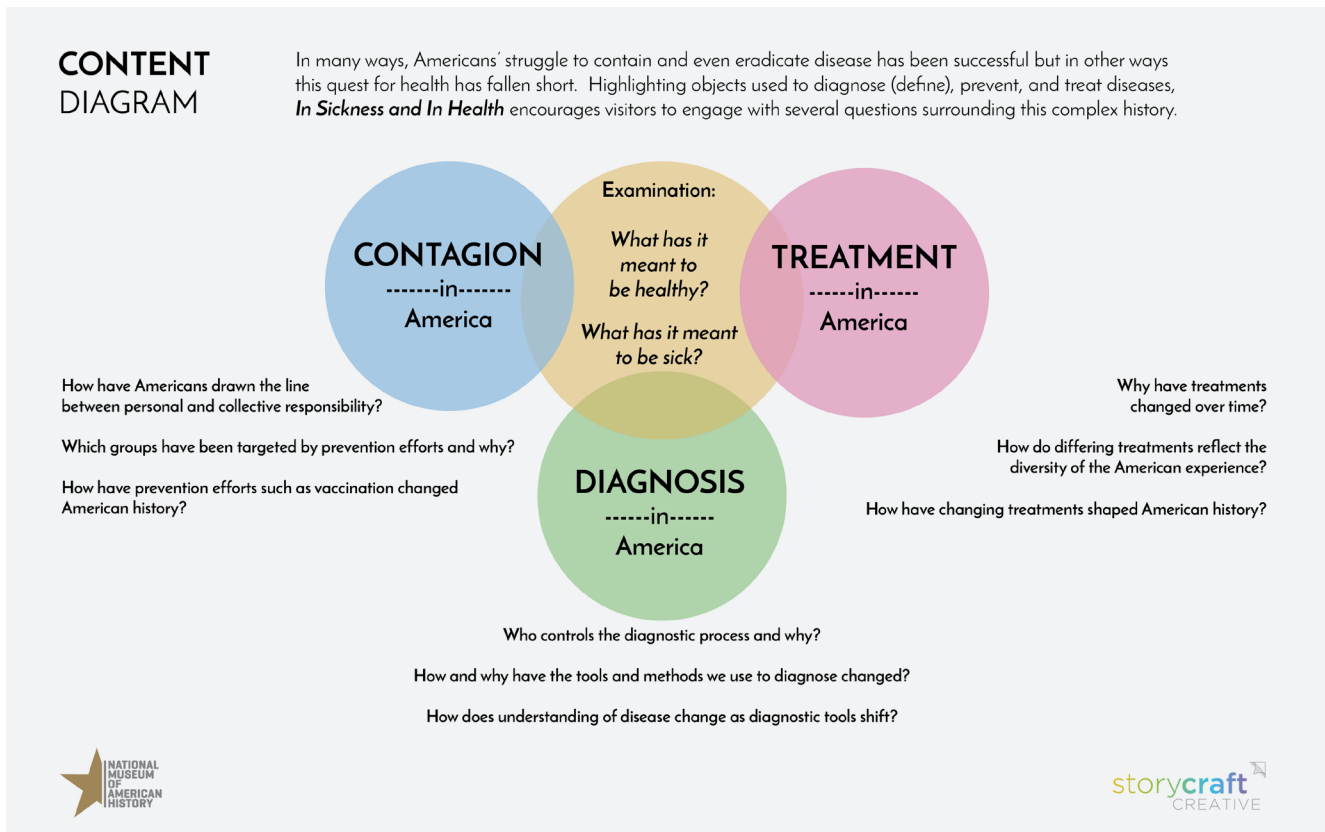 CONTENT
DIAGRAM
In many ways, Americans' struggle to contain and even eradicate disease has been successful but in other ways
this quest for health has fallen short. Highlighting objects used to diagnose (define), prevent, and treat diseases,
In Sickness and In Health encourages visitors to engage with several questions surrounding this complex history.
CONTAGION
-------in-------
America
Examination:
What has it
meant to
be healthy?
What has it meant
to be sick?
TREATMENT
------in------
America
How have Americans drawn the line
between personal and collective responsibility?
Which groups have been targeted by prevention efforts and why?
How have prevention efforts such as vaccination changed
American history?
DIAGNOSIS
------in------
America
Why have treatments
changed over time?
How do differing treatments reflect the
diversity of the American experience?
How have changing treatments shaped American history?
Who controls the diagnostic process and why?
How and why have the tools and methods we use to diagnose changed?
How does understanding of disease change as diagnostic tools shift?
NATIONAL
MUSEUM
OF
AMERICAN
HISTORY
storycraft
CREATIVE